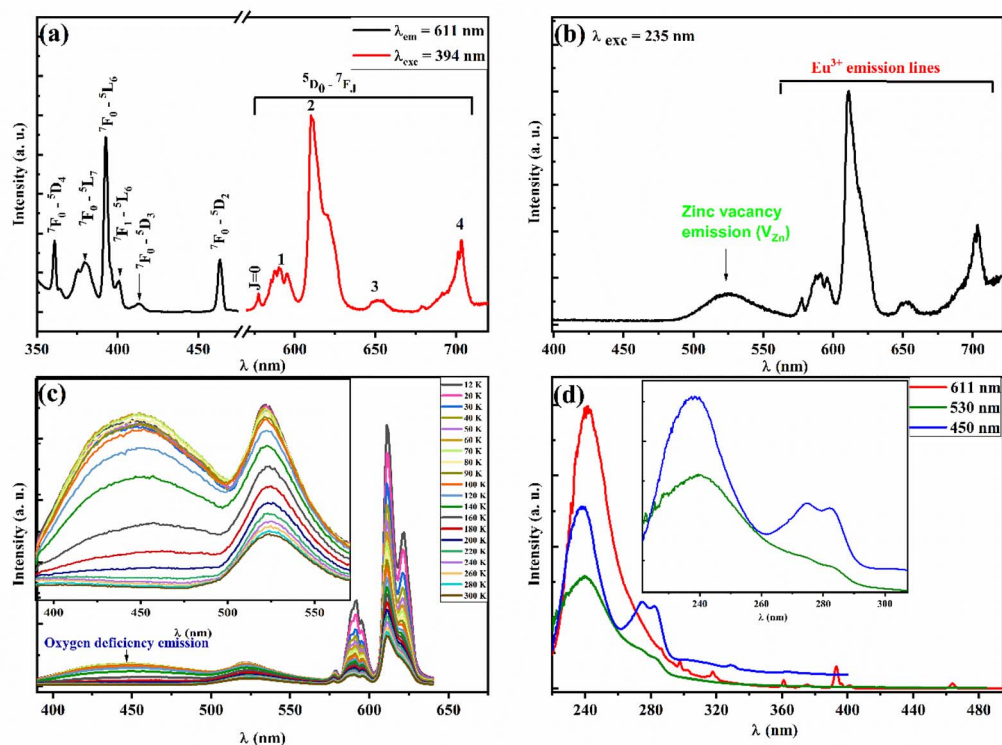 (a)
λem = 611 nm
λexc = 394 nm
⁵D₀ - ⁷F_J
2
⁷F₀ - ⁵D₄
⁷F₀ - ⁵L₇
⁷F₀ - ⁵L₆
⁷F₁ - ⁵L₆
⁷F₀ - ⁵D₃
⁷F₀ - ⁵D₂
J=0
1
3
4
Intensity (a. u.)
350 400 450 600 650 700
λ (nm)
(b)
λ exc = 235 nm
Eu³⁺ emission lines
Zinc vacancy
emission (VZn)
Intensity (a. u.)
400 450 500 550 600 650 700
λ (nm)
(c)
12 K
20 K
30 K
40 K
50 K
60 K
70 K
80 K
90 K
100 K
120 K
140 K
160 K
180 K
200 K
220 K
240 K
260 K
280 K
300 K
400 450 500 550
λ (nm)
Oxygen deficiency emission
Intensity (a. u.)
400 450 500 550 600 650
λ (nm)
(d)
611 nm
530 nm
450 nm
240 260 280 300
λ (nm)
Intensity (a. u.)
240 280 320 360 400 440 480
λ (nm)